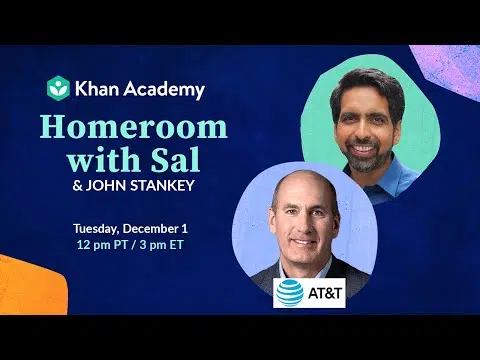 Khan Academy
Homeroom
with Sal
& JOHN STANKEY
Tuesday, December 1
12 pm PT / 3 pm ET
AT&T